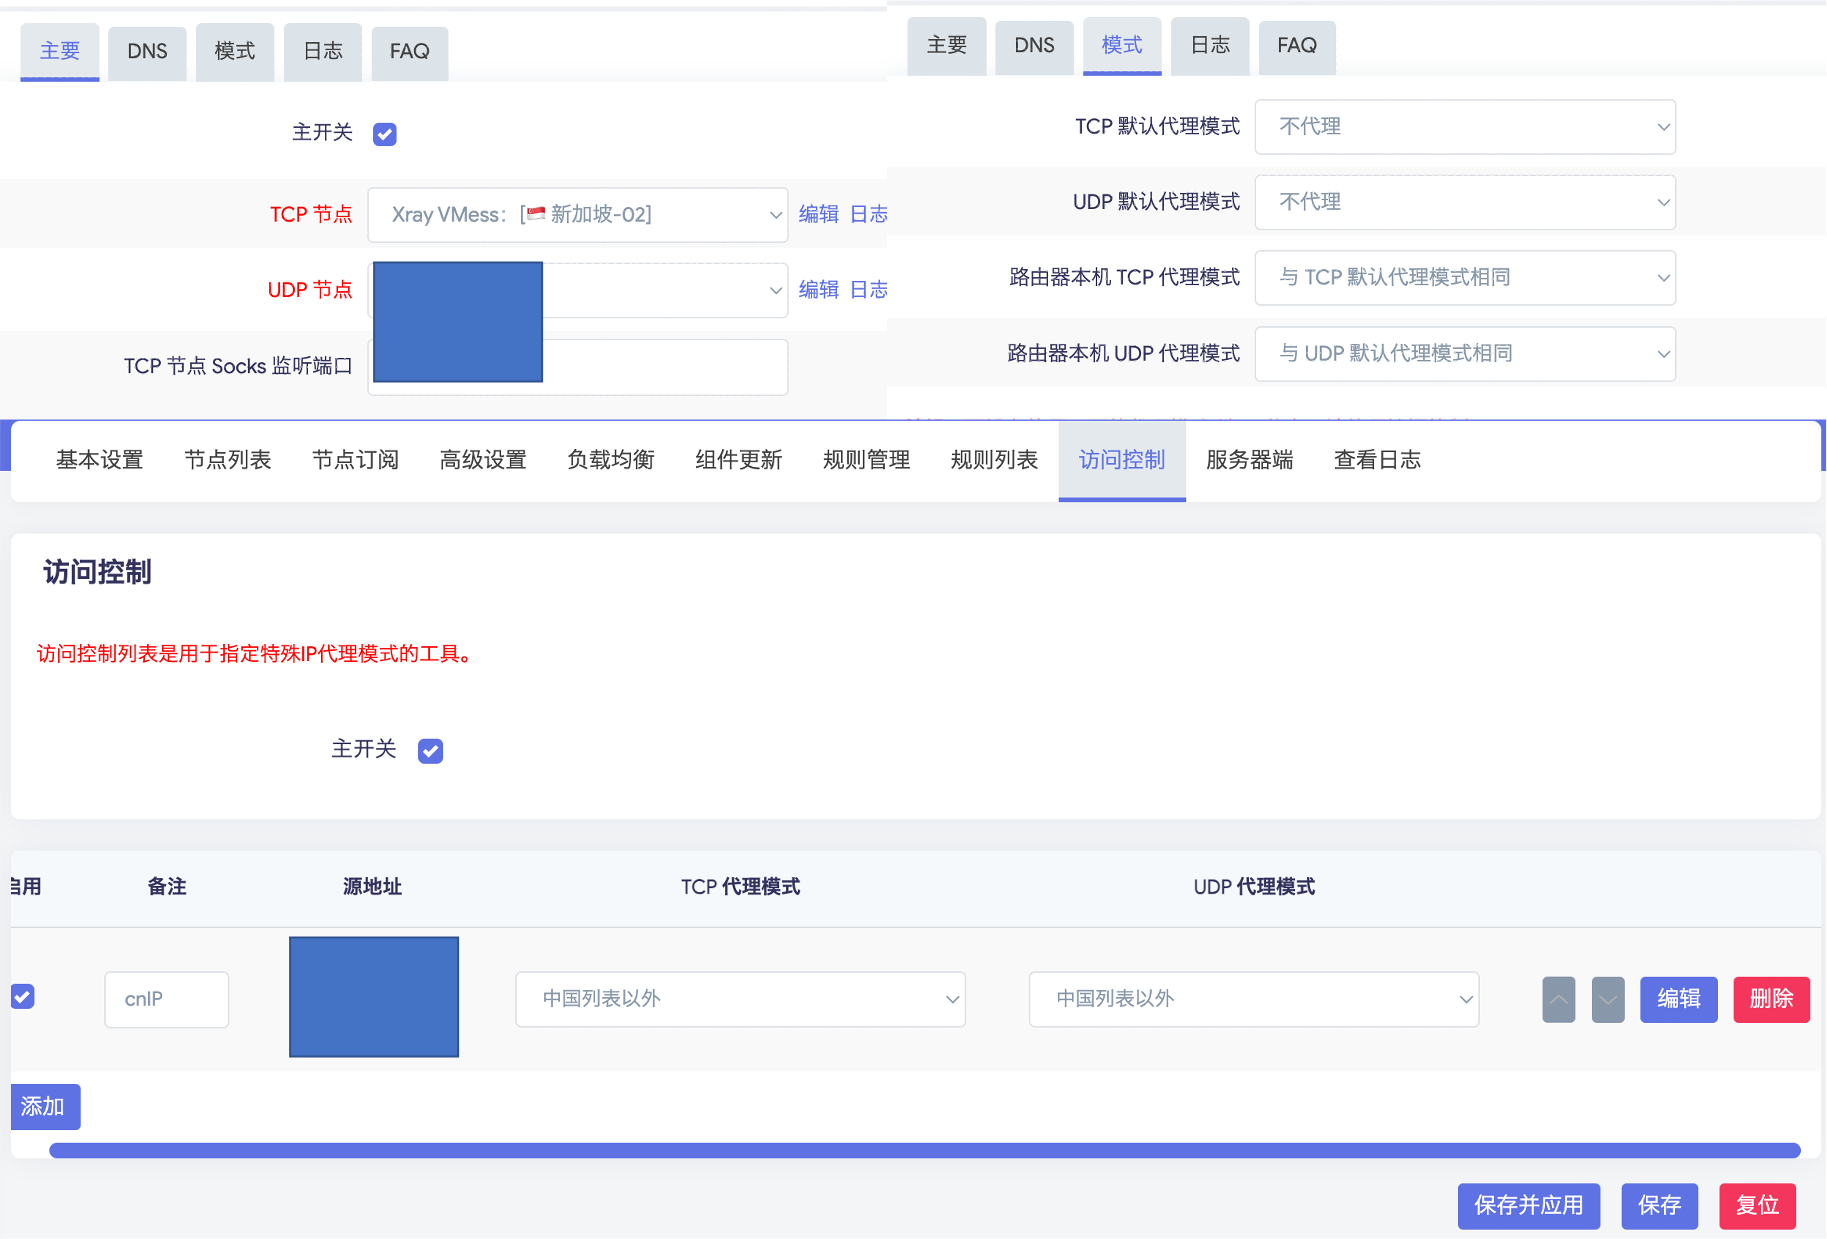 主要 DNS 模式 日志 FAQ
主开关
TCP 节点 Xray VMess：[🇸🇬 新加坡-02] 编辑 日志
UDP 节点 编辑 日志
TCP 节点 Socks 监听端口
主要 DNS 模式 日志 FAQ
TCP 默认代理模式 不代理
UDP 默认代理模式 不代理
路由器本机 TCP 代理模式 与 TCP 默认代理模式相同
路由器本机 UDP 代理模式 与 UDP 默认代理模式相同
基本设置 节点列表 节点订阅 高级设置 负载均衡 组件更新 规则管理 规则列表 访问控制 服务器端 查看日志
访问控制
访问控制列表是用于指定特殊IP代理模式的工具。
主开关
启用 备注 源地址 TCP 代理模式 UDP 代理模式
cnIP 中国列表以外 中国列表以外 编辑 删除
添加
保存并应用 保存 复位